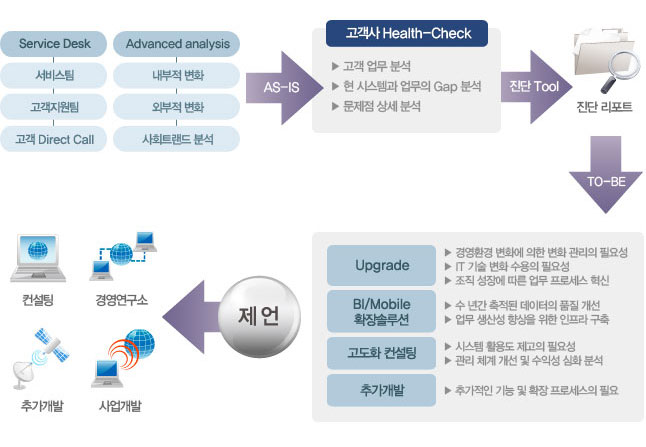 Service Desk
서비스팀
고객지원팀
고객 Direct Call
Advanced analysis
내부적 변화
외부적 변화
사회트랜드 분석
AS-IS
고객사 Health-Check
▶ 고객 업무 분석
▶ 현 시스템과 업무의 Gap 분석
▶ 문제점 상세 분석
진단 Tool
진단 리포트
TO-BE
Upgrade
▶ 경영환경 변화에 의한 변화 관리의 필요성
▶ IT 기술 변화 수용의 필요성
▶ 조직 성장에 따른 업무 프로세스 혁신
BI/Mobile
확장솔루션
▶ 수 년간 축적된 데이터의 품질 개선
▶ 업무 생산성 향상을 위한 인프라 구축
고도화 컨설팅
▶ 시스템 활용도 제고의 필요성
▶ 관리 체계 개선 및 수익성 심화 분석
추가개발
▶ 추가적인 기능 및 확장 프로세스의 필요
제언
컨설팅
경영연구소
추가개발
사업개발